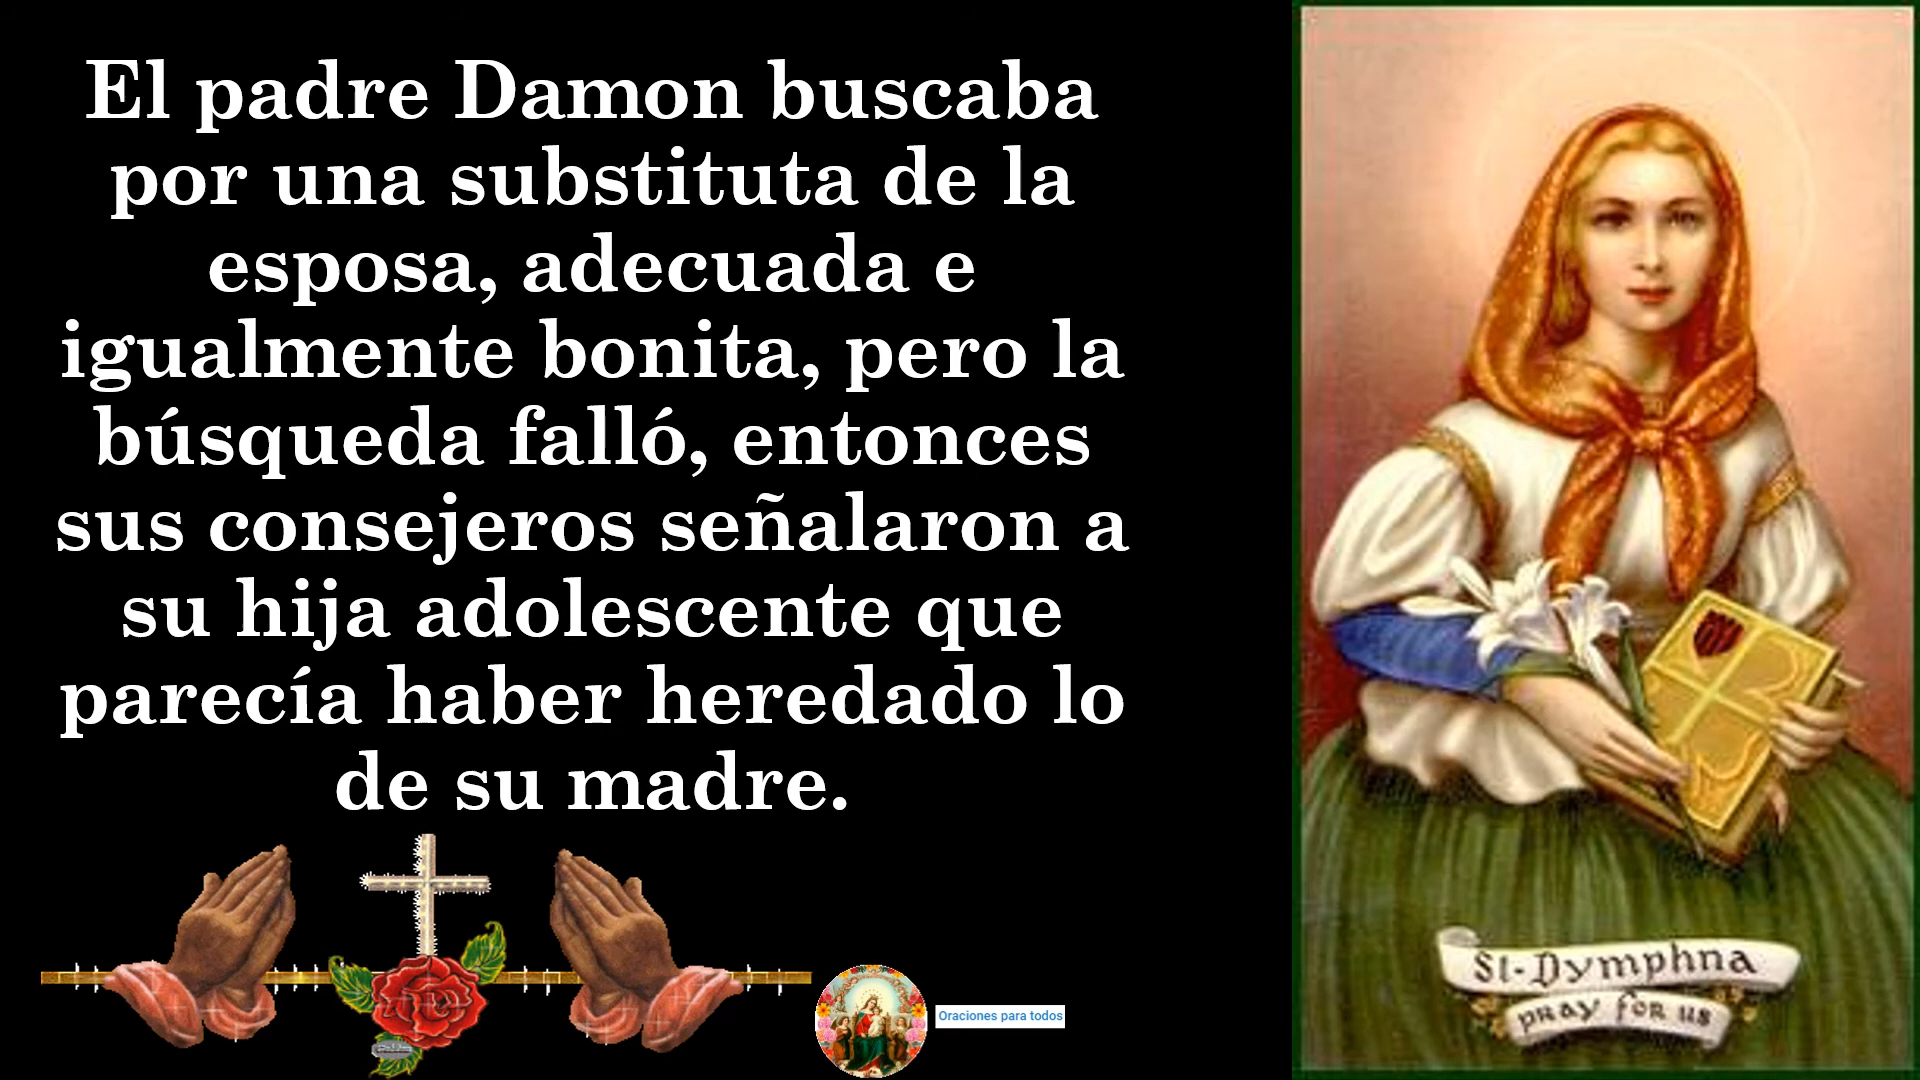 El padre Damon buscaba
por una substituta de la
esposa, adecuada e
igualmente bonita, pero la
búsqueda falló, entonces
sus consejeros señalaron a
su hija adolescente que
parecía haber heredado lo
de su madre.
Oraciones para todos
St-Dymphna
pray for us